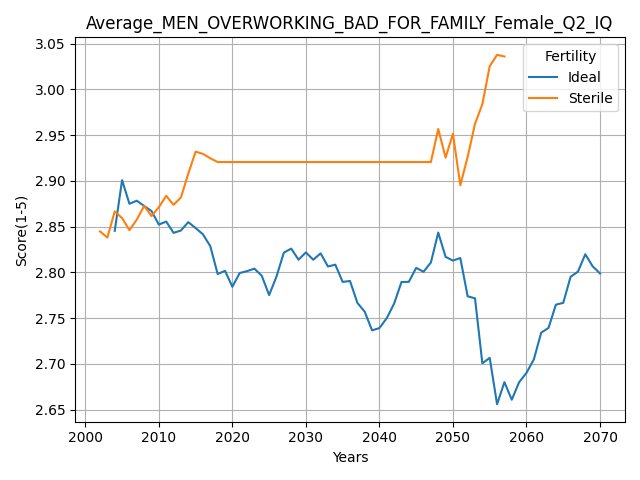 Average_MEN_OVERWORKING_BAD_FOR_FAMILY_Female_Q2_IQ
3.05
3.00
2.95
2.90
2.85
2.80
2.75
2.70
2.65
Score(1-5)
Fertility
Ideal
Sterile
2000 2010 2020 2030 2040 2050 2060 2070
Years